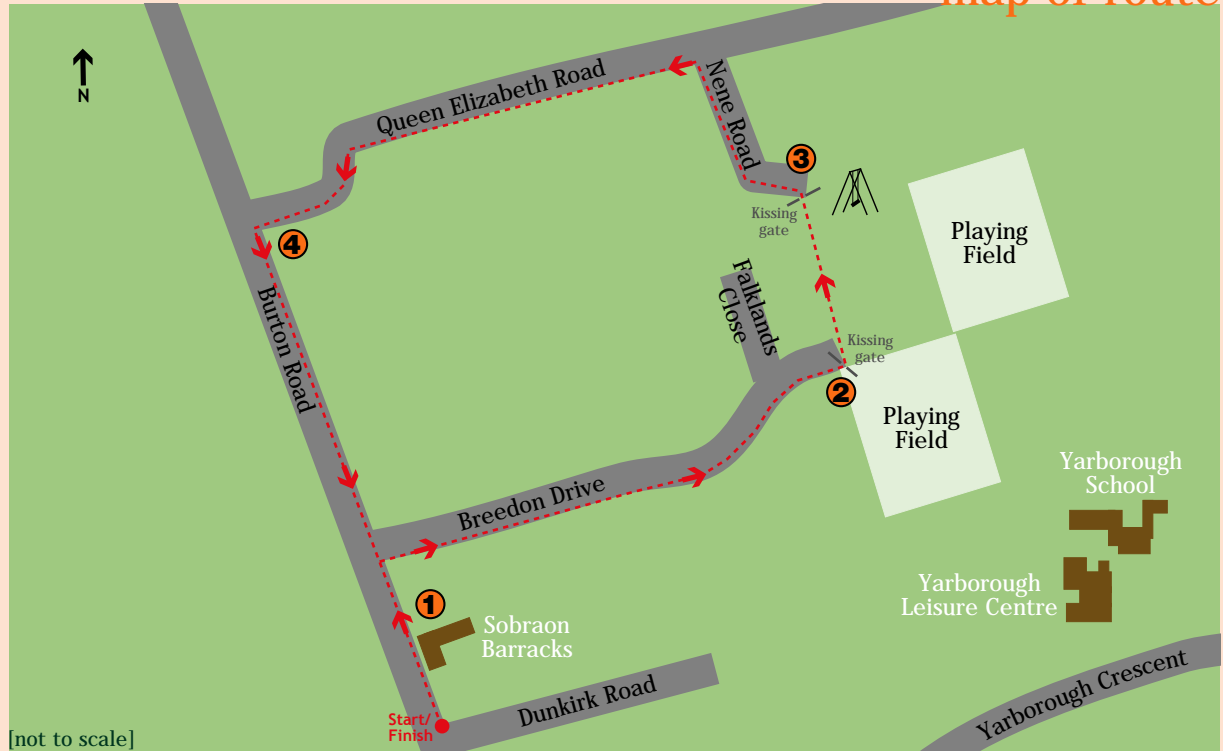 map of route
N
Queen Elizabeth Road
Nene Road
3
Kissing
gate
Playing
Field
4
Falklands
Close
Burton Road
Kissing
gate
2
Playing
Field
Breedon Drive
Yarborough
School
Yarborough
Leisure Centre
1
Sobraon
Barracks
Dunkirk Road
Yarborough Crescent
Start/
Finish
[not to scale]